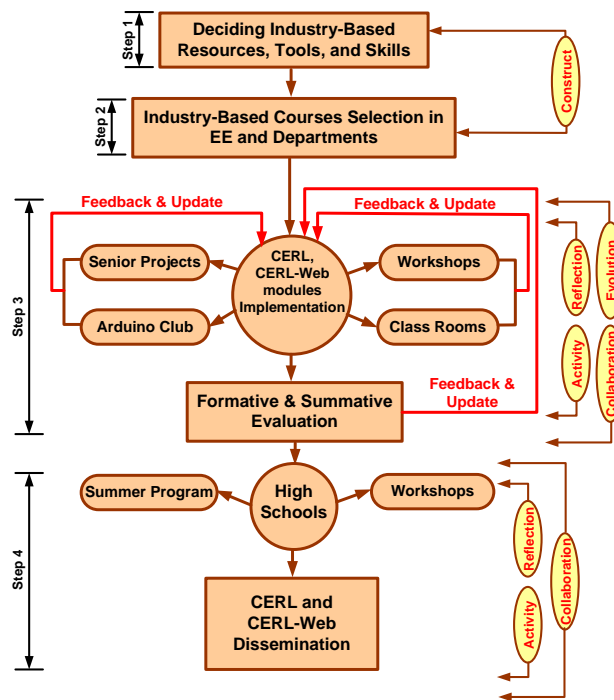 Step 1
Deciding Industry-Based
Resources, Tools, and Skills
Construct
Step 2
Industry-Based Courses Selection in
EE and Departments
Step 3
Feedback & Update
Feedback & Update
Senior Projects
Arduino Club
CERL,
CERL-Web
modules
Implementation
Workshops
Class Rooms
Reflection
Evolution
Activity
Collaboration
Feedback &
Update
Formative & Summative
Evaluation
Step 4
Summer Program
High
Schools
Workshops
Reflection
Activity
Collaboration
CERL and
CERL-Web
Dissemination